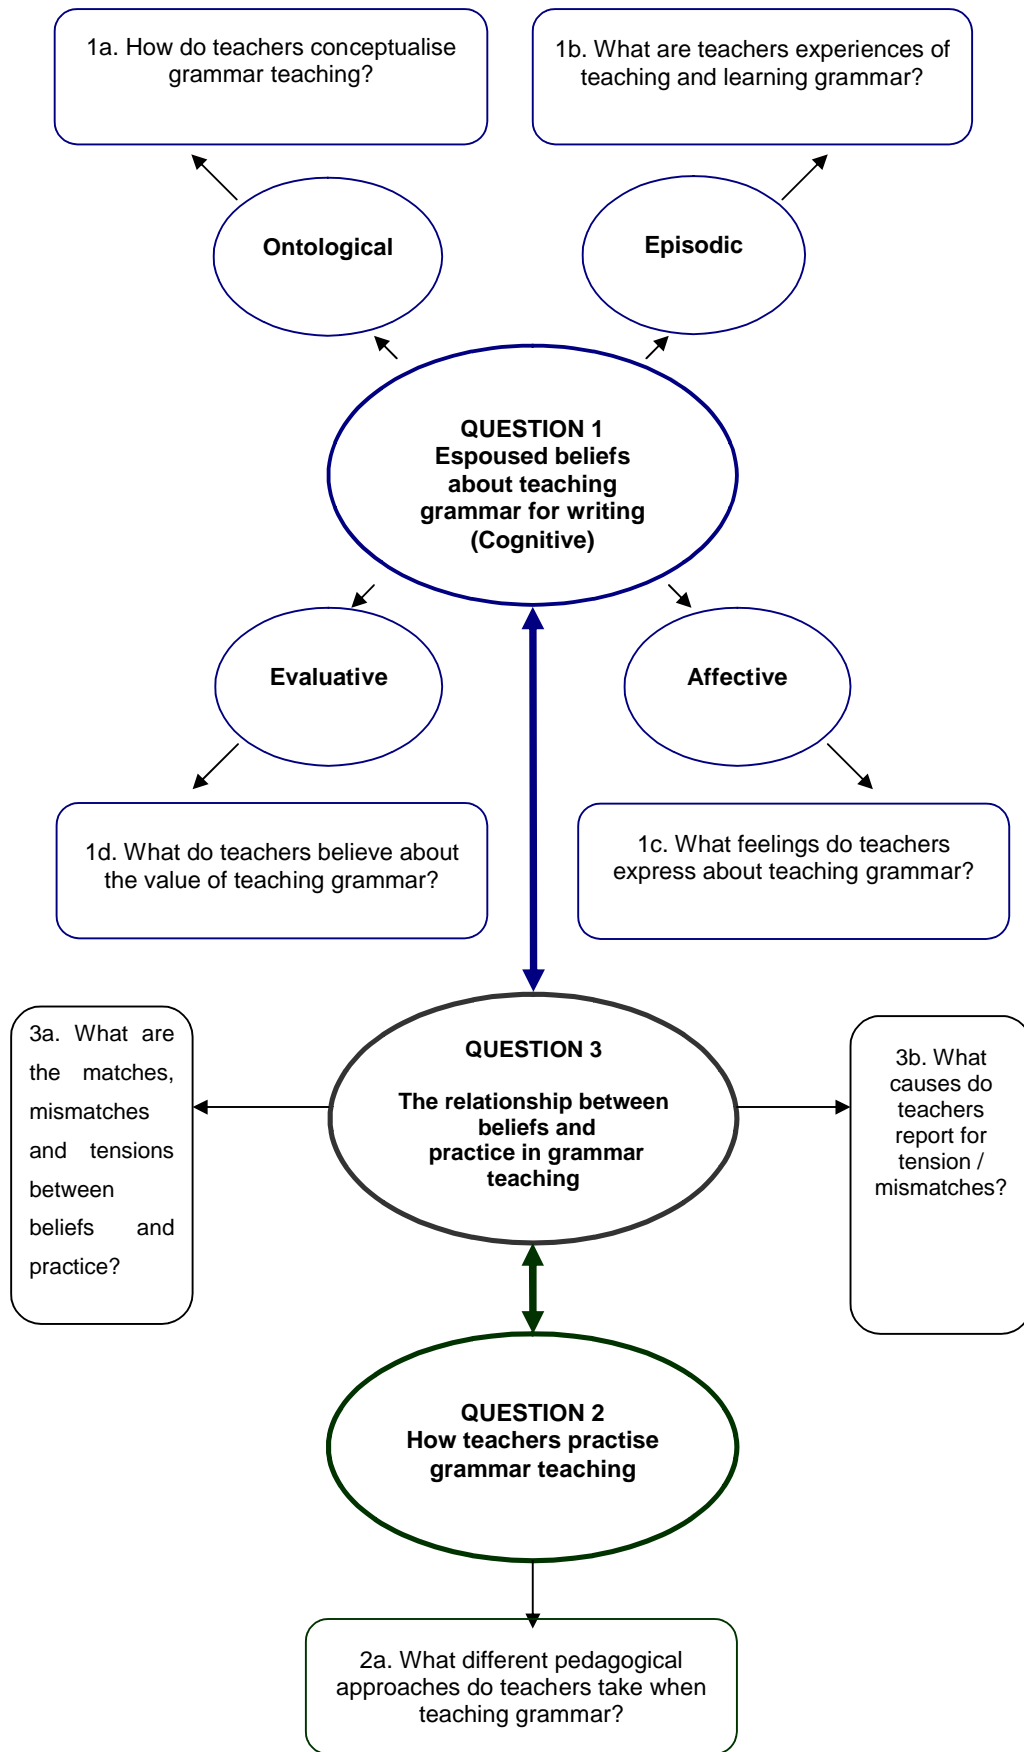 1a. How do teachers conceptualise
grammar teaching?
1b. What are teachers experiences of
teaching and learning grammar?
Ontological
Episodic
QUESTION 1
Espoused beliefs
about teaching
grammar for writing
(Cognitive)
Evaluative
Affective
1d. What do teachers believe about
the value of teaching grammar?
1c. What feelings do teachers
express about teaching grammar?
3a. What are
the matches,
mismatches
and tensions
between
beliefs and
practice?
QUESTION 3
The relationship between
beliefs and
practice in grammar
teaching
3b. What
causes do
teachers
report for
tension /
mismatches?
QUESTION 2
How teachers practise
grammar teaching
2a. What different pedagogical
approaches do teachers take when
teaching grammar?